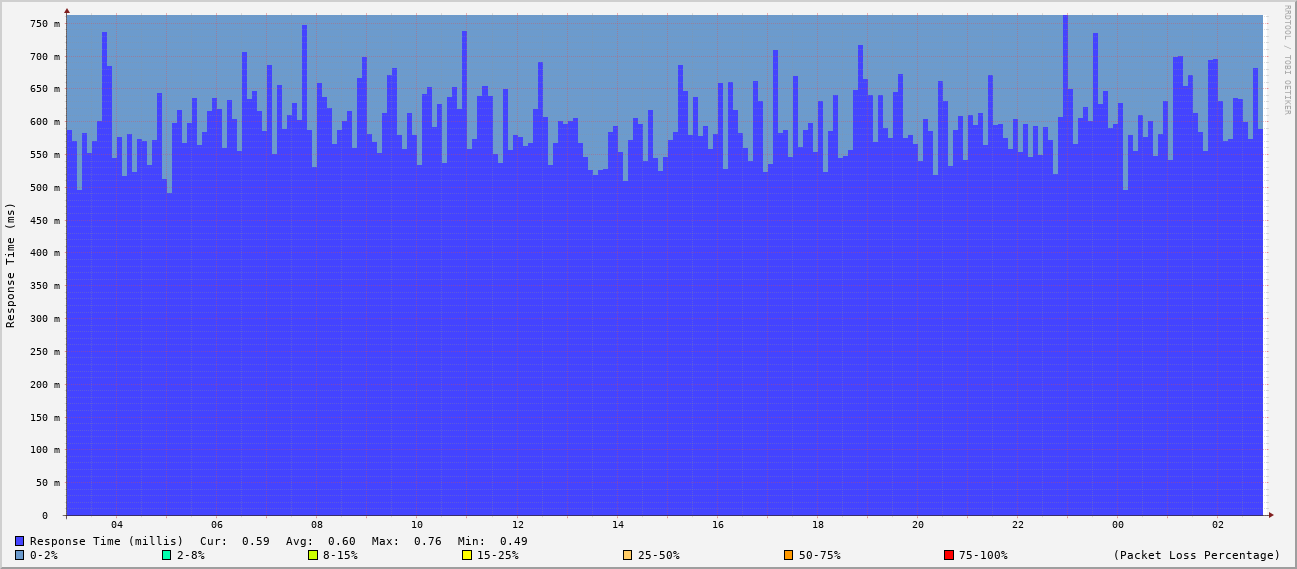 RRDTOOL / TOBI OETIKER
Response Time (ms)
750 m
700 m
650 m
600 m
550 m
500 m
450 m
400 m
350 m
300 m
250 m
200 m
150 m
100 m
50 m
0
04 06 08 10 12 14 16 18 20 22 00 02
Response Time (millis) Cur: 0.59 Avg: 0.60 Max: 0.76 Min: 0.49
0-2% 2-8% 8-15% 15-25% 25-50% 50-75% 75-100% (Packet Loss Percentage)